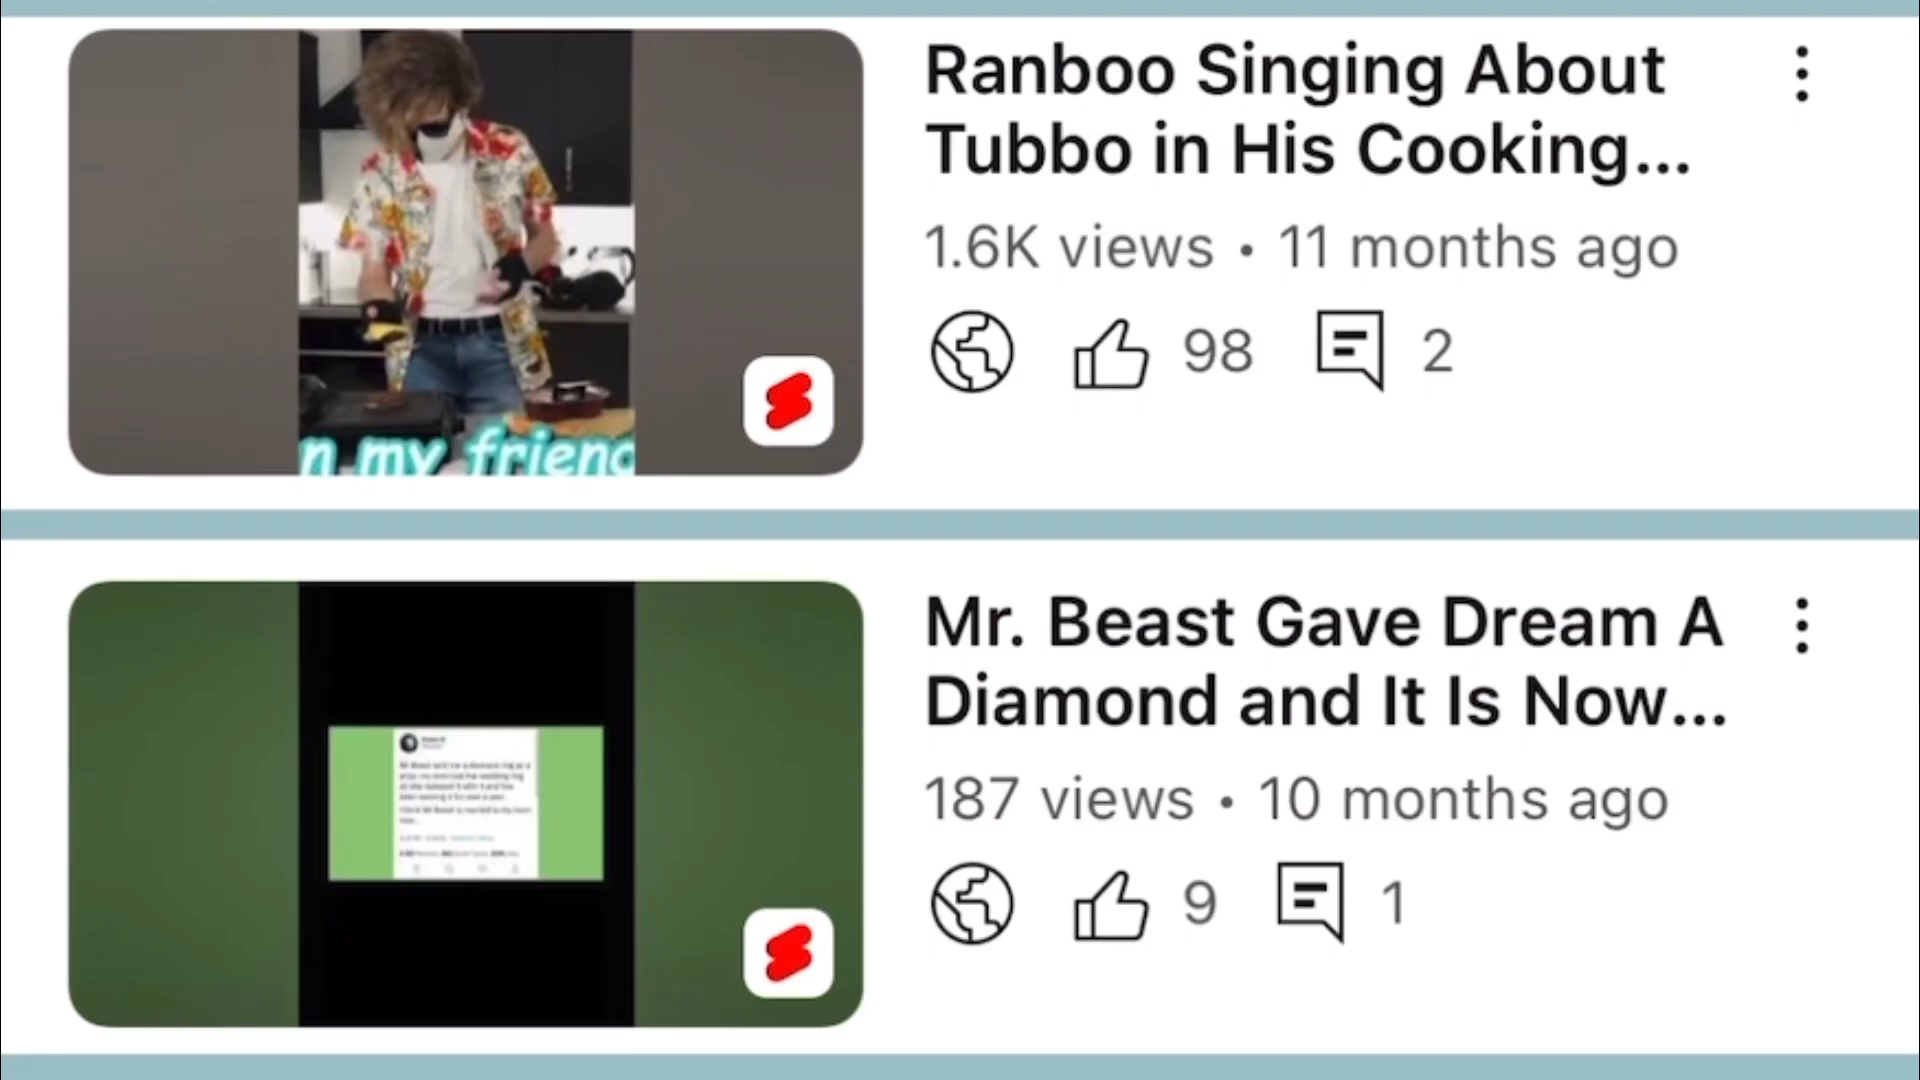 Ranboo Singing About
Tubbo in His Cooking...
1.6K views • 11 months ago
98
2
n my friend
Mr. Beast Gave Dream A
Diamond and It Is Now...
187 views • 10 months ago
9
1